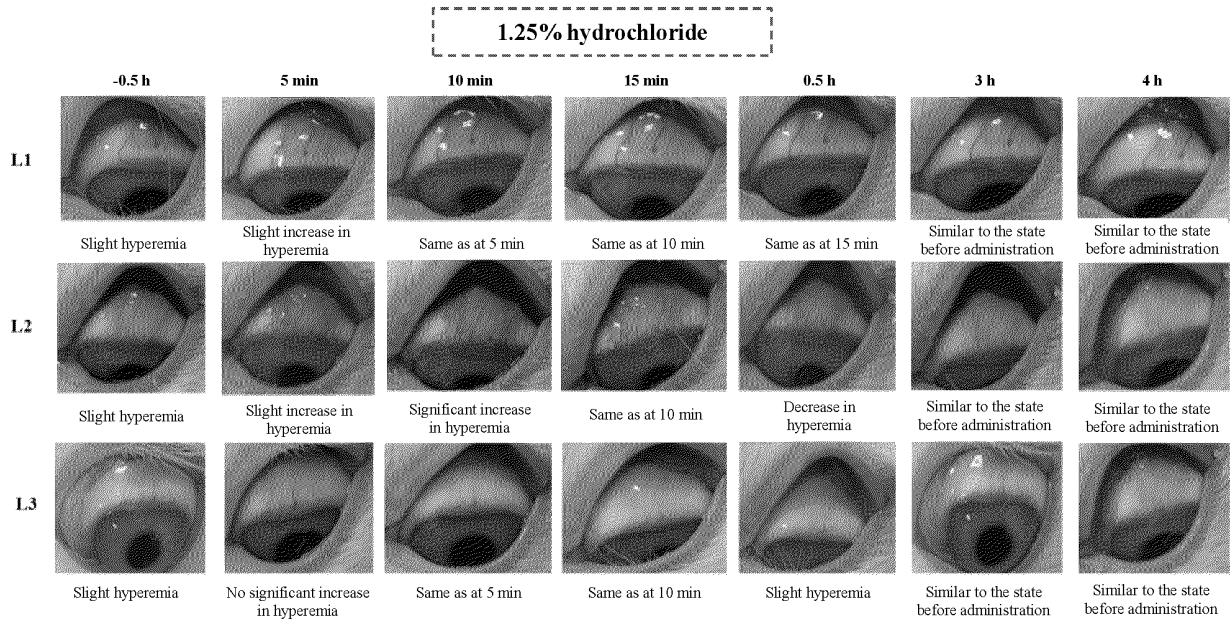 1.25% hydrochloride
-0.5 h 5 min 10 min 15 min 0.5 h 3 h 4 h
L1
Slight hyperemia
Slight increase in
hyperemia
Same as at 5 min
Same as at 10 min
Same as at 15 min
Similar to the state
before administration
Similar to the state
before administration
L2
Slight hyperemia
Slight increase in
hyperemia
Significant increase
in hyperemia
Same as at 10 min
Decrease in
hyperemia
Similar to the state
before administration
Similar to the state
before administration
L3
Slight hyperemia
No significant increase
in hyperemia
Same as at 5 min
Same as at 10 min
Slight hyperemia
Similar to the state
before administration
Similar to the state
before administration